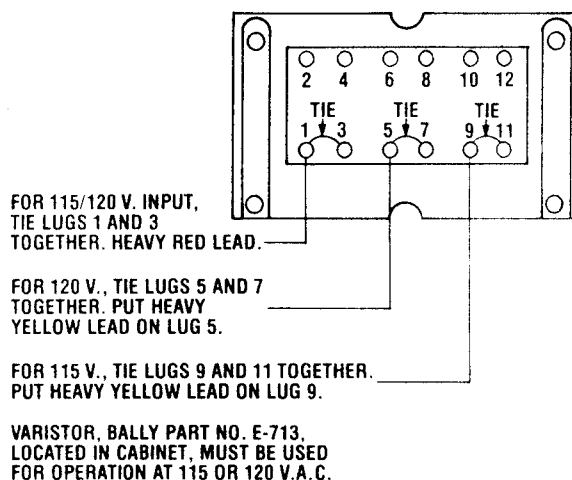 2 4 6 8 10 12
TIE TIE TIE
1 3 5 7 9 11
FOR 115/120 V. INPUT,
TIE LUGS 1 AND 3
TOGETHER. HEAVY RED LEAD.
FOR 120 V., TIE LUGS 5 AND 7
TOGETHER. PUT HEAVY
YELLOW LEAD ON LUG 5.
FOR 115 V., TIE LUGS 9 AND 11 TOGETHER.
PUT HEAVY YELLOW LEAD ON LUG 9.
VARISTOR, BALLY PART NO. E-713,
LOCATED IN CABINET, MUST BE USED
FOR OPERATION AT 115 OR 120 V.A.C.